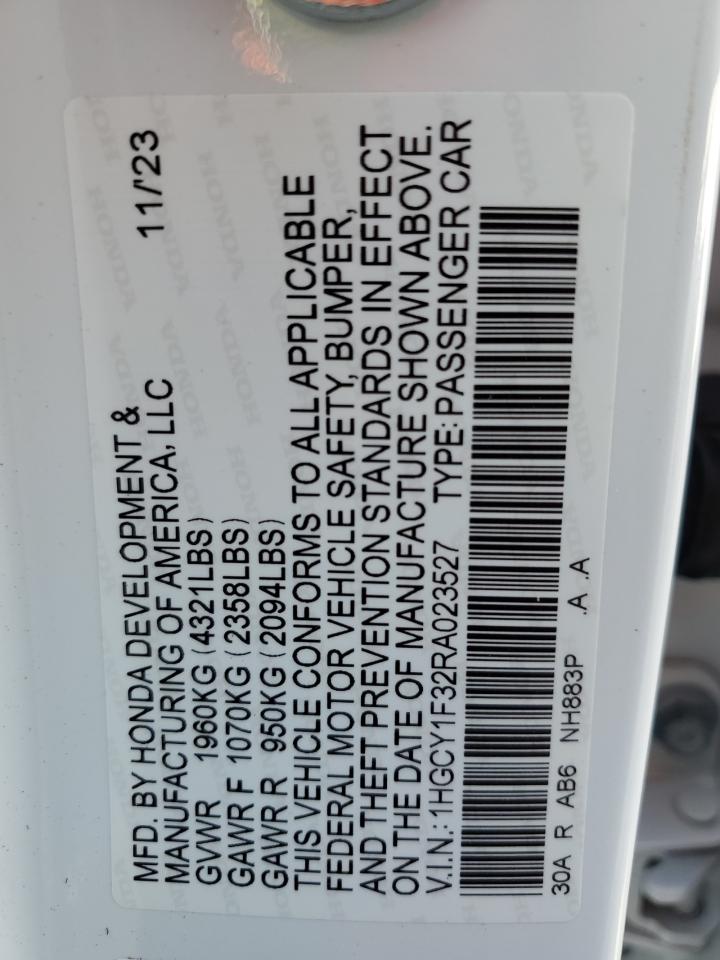 MFD. BY HONDA DEVELOPMENT & 11/'23
MANUFACTURING OF AMERICA, LLC
GVWR 1960KG (4321LBS)
GAWR F 1070KG (2358LBS)
GAWR R 950KG (2094LBS)
THIS VEHICLE CONFORMS TO ALL APPLICABLE
FEDERAL MOTOR VEHICLE SAFETY, BUMPER,
AND THEFT PREVENTION STANDARDS IN EFFECT
ON THE DATE OF MANUFACTURE SHOWN ABOVE.
V.I.N.: 1HGCY1F32RA023527 TYPE: PASSENGER CAR
30A R AB6 NH883P .A .A